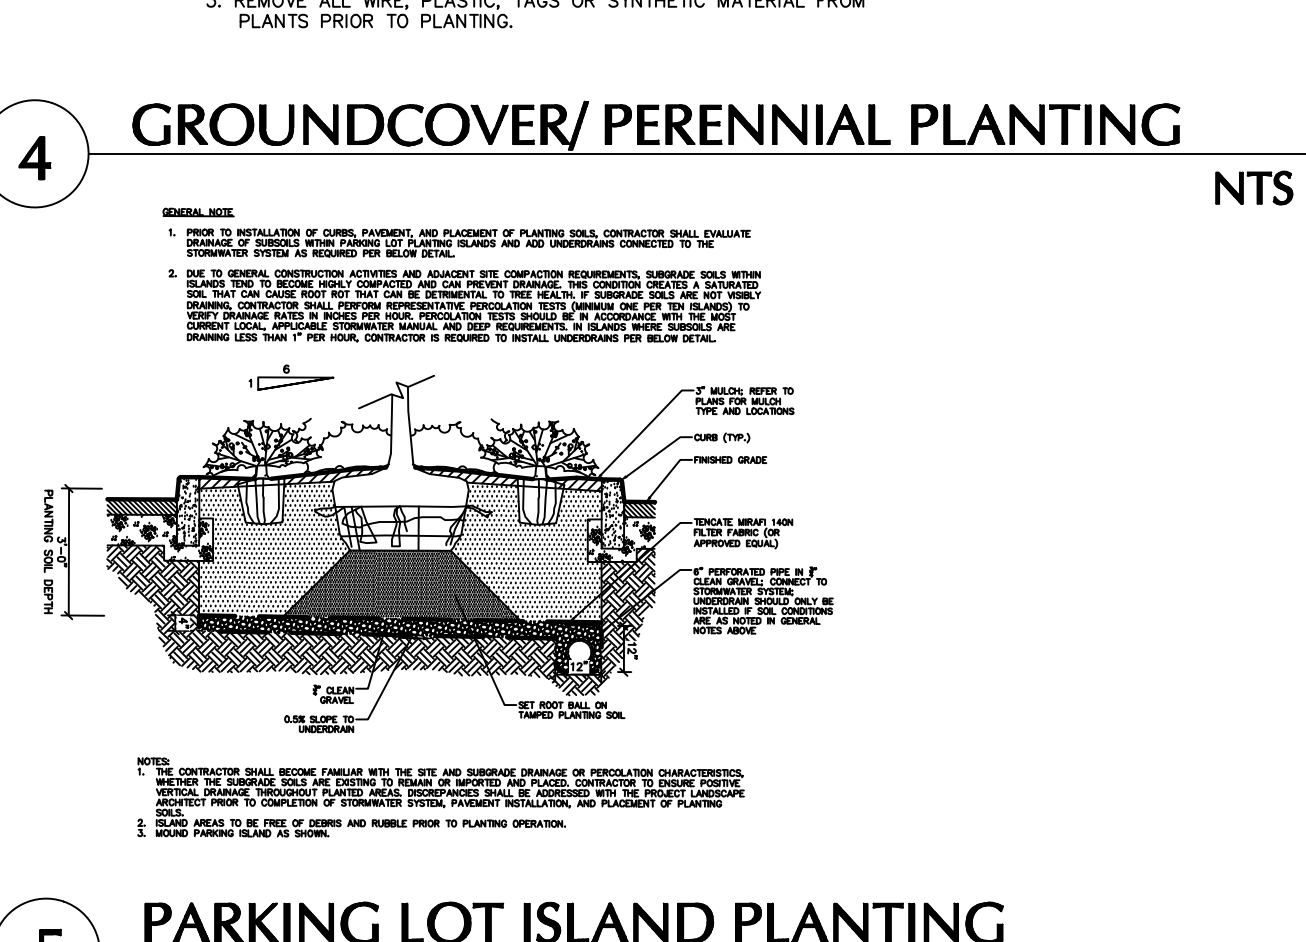 3. REMOVE ALL WIRE, PLASTIC, TAGS OR SYNTHETIC MATERIAL FROM
PLANTS PRIOR TO PLANTING.
4
GROUNDCOVER/ PERENNIAL PLANTING
NTS
GENERAL NOTE
1. PRIOR TO INSTALLATION OF CURBS, PAVEMENT, AND PLACEMENT OF PLANTING SOILS, CONTRACTOR SHALL EVALUATE
DRAINAGE OF SUBSOILS WITHIN PARKING LOT PLANTING ISLANDS AND ADD UNDERDRAINS CONNECTED TO THE
STORMWATER SYSTEM AS REQUIRED PER BELOW DETAIL.
2. DUE TO GENERAL CONSTRUCTION ACTIVITIES AND ADJACENT SITE COMPACTION REQUIREMENTS, SUBGRADE SOILS WITHIN
ISLANDS TEND TO BECOME HIGHLY COMPACTED AND CAN PREVENT DRAINAGE. THIS CONDITION CREATES A SATURATED
SOIL THAT CAN CAUSE ROOT ROT THAT CAN BE DETRIMENTAL TO TREE HEALTH. IF SUBGRADE SOILS ARE NOT VISIBLY
DRAINING, CONTRACTOR SHALL PERFORM REPRESENTATIVE PERCOLATION TESTS (MINIMUM ONE PER TEN ISLANDS) TO
VERIFY DRAINAGE RATES IN INCHES PER HOUR. PERCOLATION TESTS SHOULD BE IN ACCORDANCE WITH THE MOST
CURRENT LOCAL, APPLICABLE STORMWATER MANUAL AND DEEP REQUIREMENTS. IN ISLANDS WHERE SUBSOILS ARE
DRAINING LESS THAN 1" PER HOUR, CONTRACTOR IS REQUIRED TO INSTALL UNDERDRAINS PER BELOW DETAIL.
6
1
3" MULCH; REFER TO
PLANS FOR MULCH
TYPE AND LOCATIONS
CURB (TYP.)
FINISHED GRADE
TENCATE MIRAFI 140N
FILTER FABRIC (OR
APPROVED EQUAL)
6" PERFORATED PIPE IN ¾"
CLEAN GRAVEL; CONNECT TO
STORMWATER SYSTEM;
UNDERDRAIN SHOULD ONLY BE
INSTALLED IF SOIL CONDITIONS
ARE AS NOTED IN GENERAL
NOTES ABOVE
3'-0"
PLANTING SOIL DEPTH
4"
12"
12"
¾" CLEAN
GRAVEL
0.5% SLOPE TO
UNDERDRAIN
SET ROOT BALL ON
TAMPED PLANTING SOIL
NOTES:
1. THE CONTRACTOR SHALL BECOME FAMILIAR WITH THE SITE AND SUBGRADE DRAINAGE OR PERCOLATION CHARACTERISTICS,
WHETHER THE SUBGRADE SOILS ARE EXISTING TO REMAIN OR IMPORTED AND PLACED. CONTRACTOR TO ENSURE POSITIVE
VERTICAL DRAINAGE THROUGHOUT PLANTED AREAS. DISCREPANCIES SHALL BE ADDRESSED WITH THE PROJECT LANDSCAPE
ARCHITECT PRIOR TO COMPLETION OF STORMWATER SYSTEM, PAVEMENT INSTALLATION, AND PLACEMENT OF PLANTING
SOILS.
2. ISLAND AREAS TO BE FREE OF DEBRIS AND RUBBLE PRIOR TO PLANTING OPERATION.
3. MOUND PARKING ISLAND AS SHOWN.
5
PARKING LOT ISLAND PLANTING